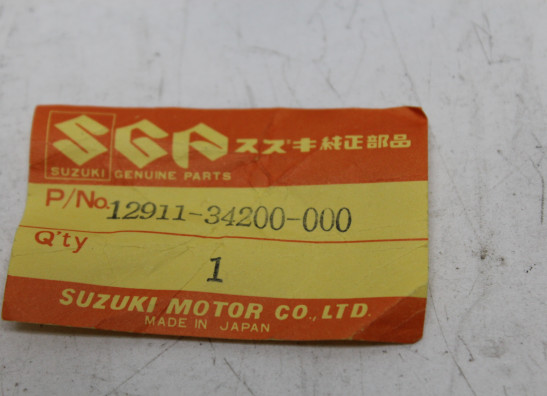 SGP スズキ純正部品
SUZUKI GENUINE PARTS
P/No. 12911-34200-000
Q'ty 1
SUZUKI MOTOR CO., LTD.
MADE IN JAPAN